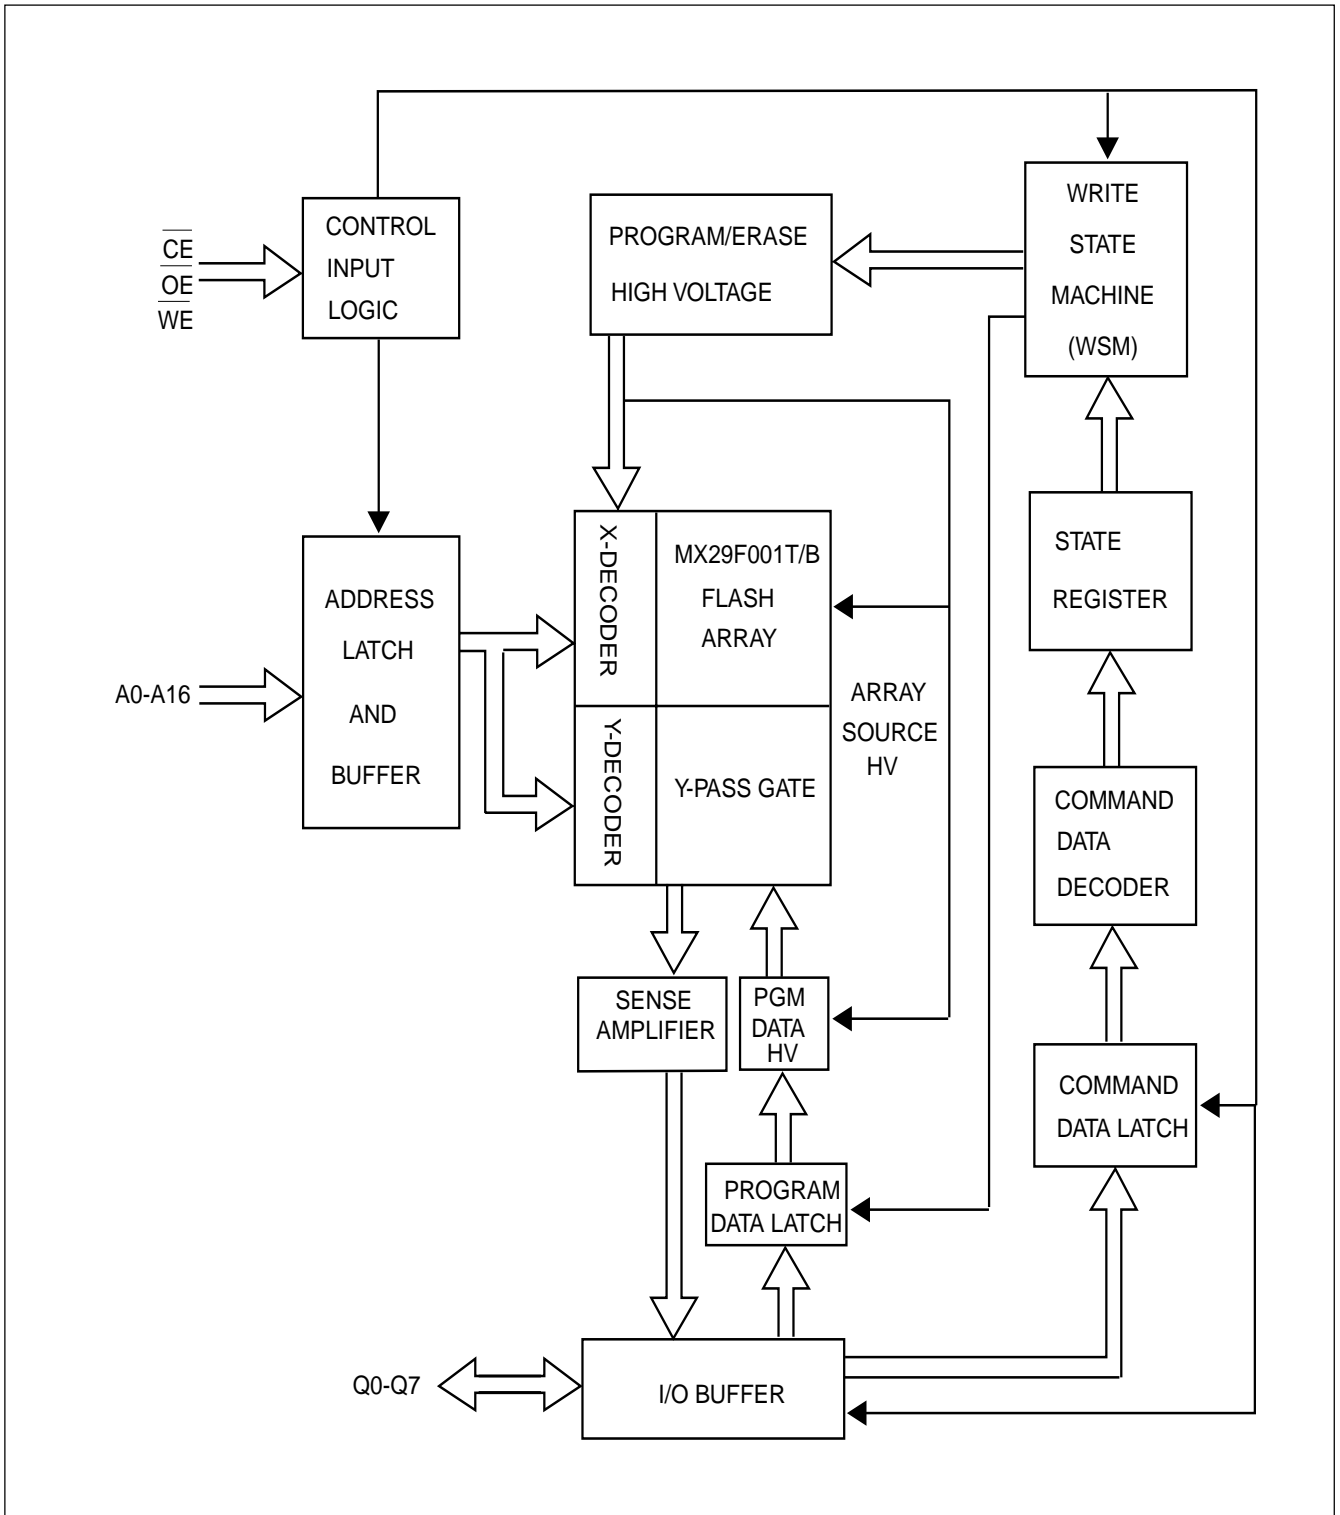 CE
OE
WE
CONTROL
INPUT
LOGIC
PROGRAM/ERASE
HIGH VOLTAGE
WRITE
STATE
MACHINE
(WSM)
A0-A16
ADDRESS
LATCH
AND
BUFFER
X-DECODER
MX29F001T/B
FLASH
ARRAY
Y-DECODER
Y-PASS GATE
ARRAY
SOURCE
HV
STATE
REGISTER
COMMAND
DATA
DECODER
SENSE
AMPLIFIER
PGM
DATA
HV
COMMAND
DATA LATCH
PROGRAM
DATA LATCH
Q0-Q7
I/O BUFFER